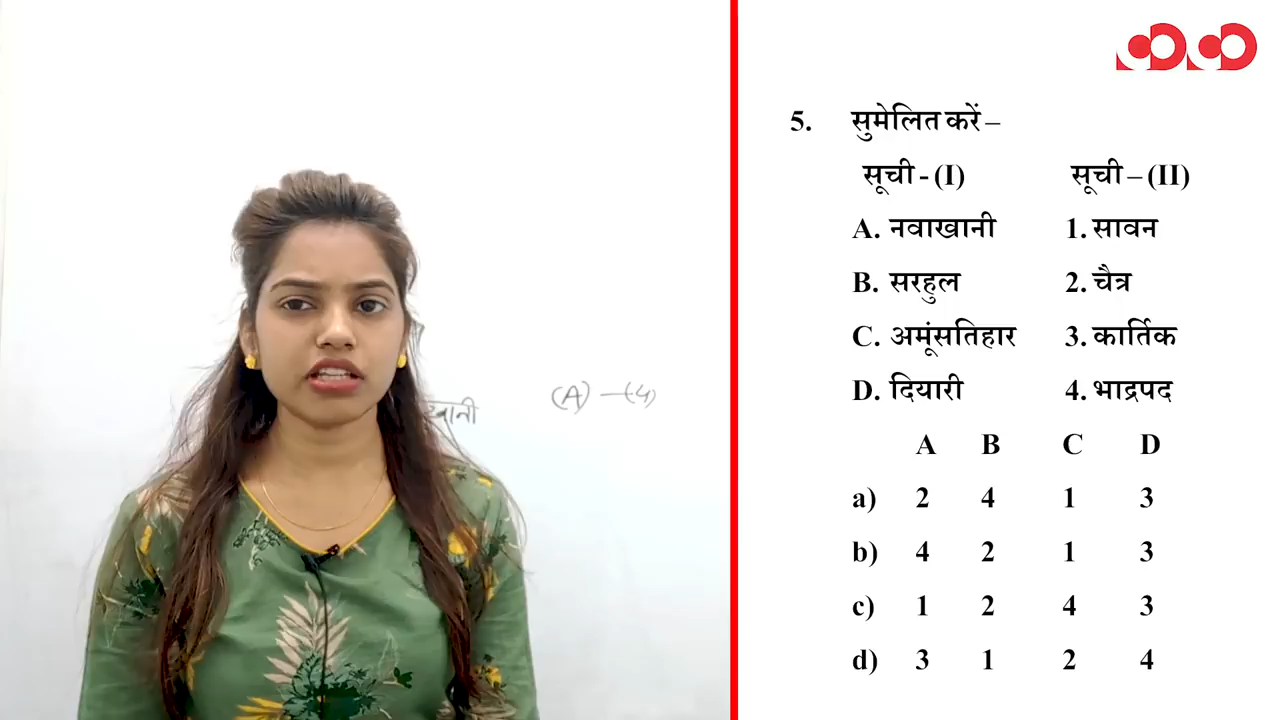 5. सुमेलित करें –
सूची - (I) सूची – (II)
A. नवाखानी 1. सावन
B. सरहुल 2. चैत्र
C. अमूंसतिहार 3. कार्तिक
D. दियारी 4. भाद्रपद
A B C D
a) 2 4 1 3
b) 4 2 1 3
c) 1 2 4 3
d) 3 1 2 4
खानी (A) – (4)